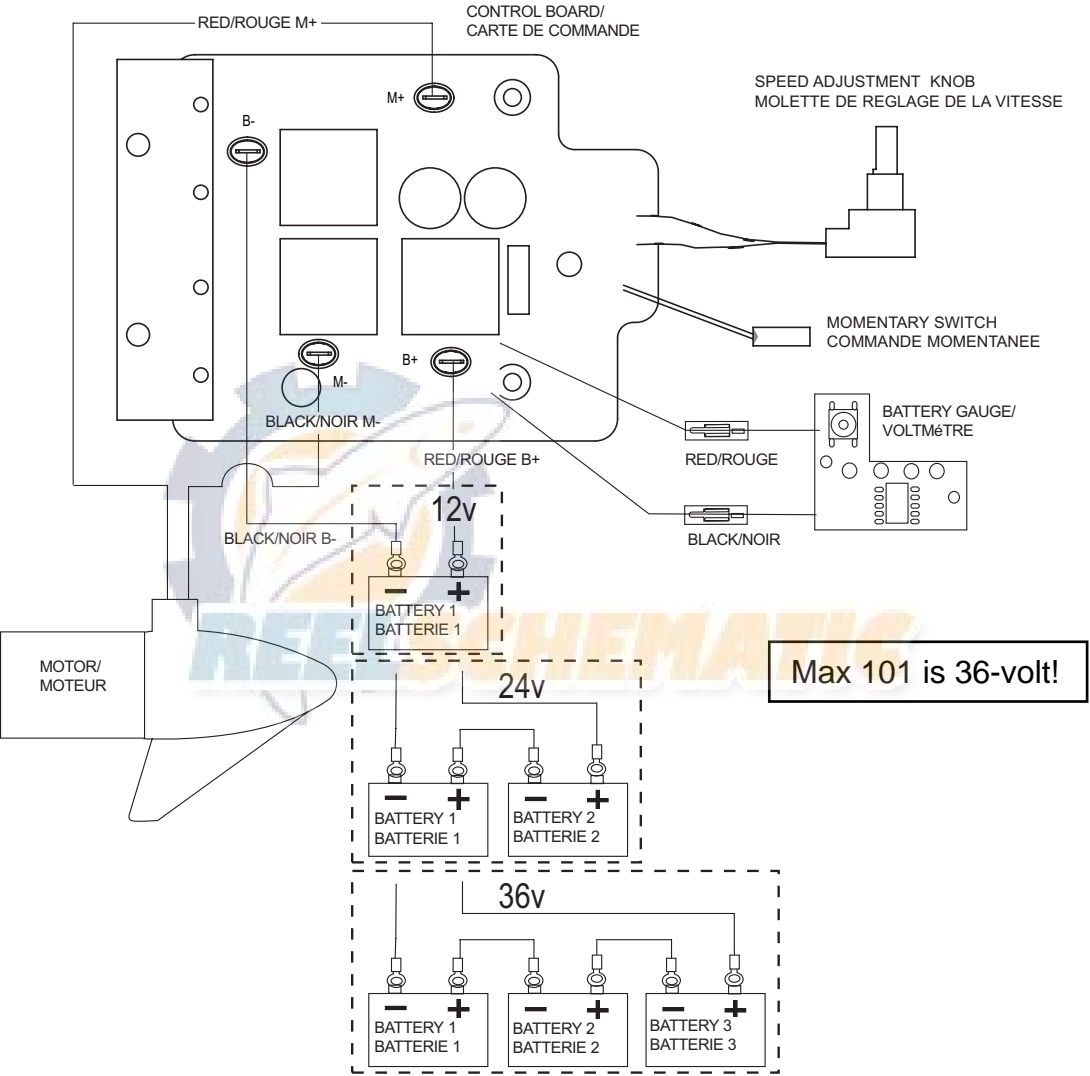 RED/ROUGE M+
CONTROL BOARD/
CARTE DE COMMANDE
M+
B-
SPEED ADJUSTMENT KNOB
MOLETTE DE REGLAGE DE LA VITESSE
MOMENTARY SWITCH
COMMANDE MOMENTANEE
M-
B+
BLACK/NOIR M-
RED/ROUGE B+
RED/ROUGE
BATTERY GAUGE/
VOLTMéTRE
BLACK/NOIR
BLACK/NOIR B-
12v
BATTERY 1
BATTERIE 1
REEL SCHEMATIC
MOTOR/
MOTEUR
Max 101 is 36-volt!
24v
BATTERY 1
BATTERIE 1
BATTERY 2
BATTERIE 2
36v
BATTERY 1
BATTERIE 1
BATTERY 2
BATTERIE 2
BATTERY 3
BATTERIE 3